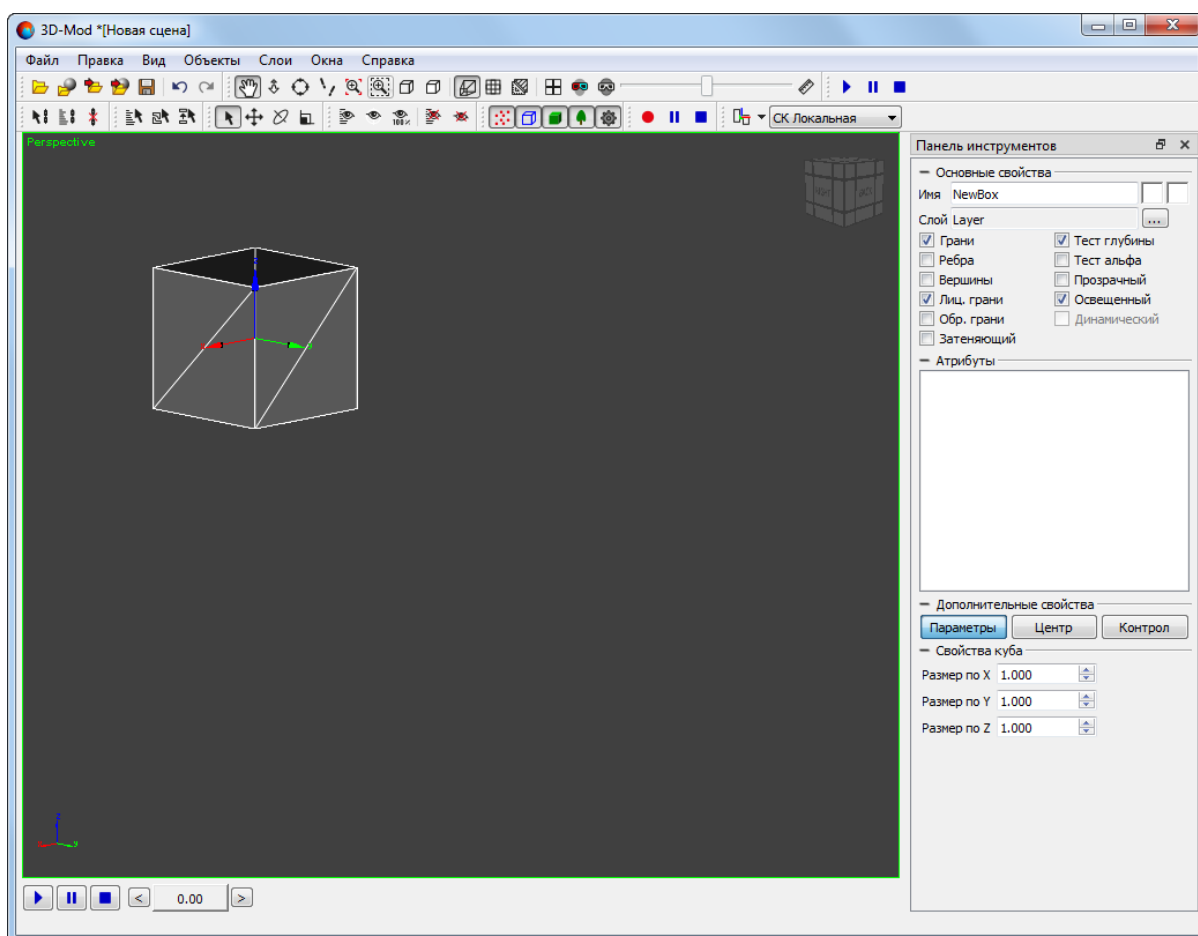 3D-Mod *[Новая сцена]
Файл Правка Вид Объекты Слои Окна Справка
100%
СК Локальная
Perspective
Панель инструментов
Основные свойства
Имя NewBox
Слой Layer ...
Грани Тест глубины
Ребра Тест альфа
Вершины Прозрачный
Лиц. грани Освещенный
Обр. грани Динамический
Затеняющий
Атрибуты
Дополнительные свойства
Параметры Центр Контрол
Свойства куба
Размер по X 1.000
Размер по Y 1.000
Размер по Z 1.000
z
y
< 0.00 >